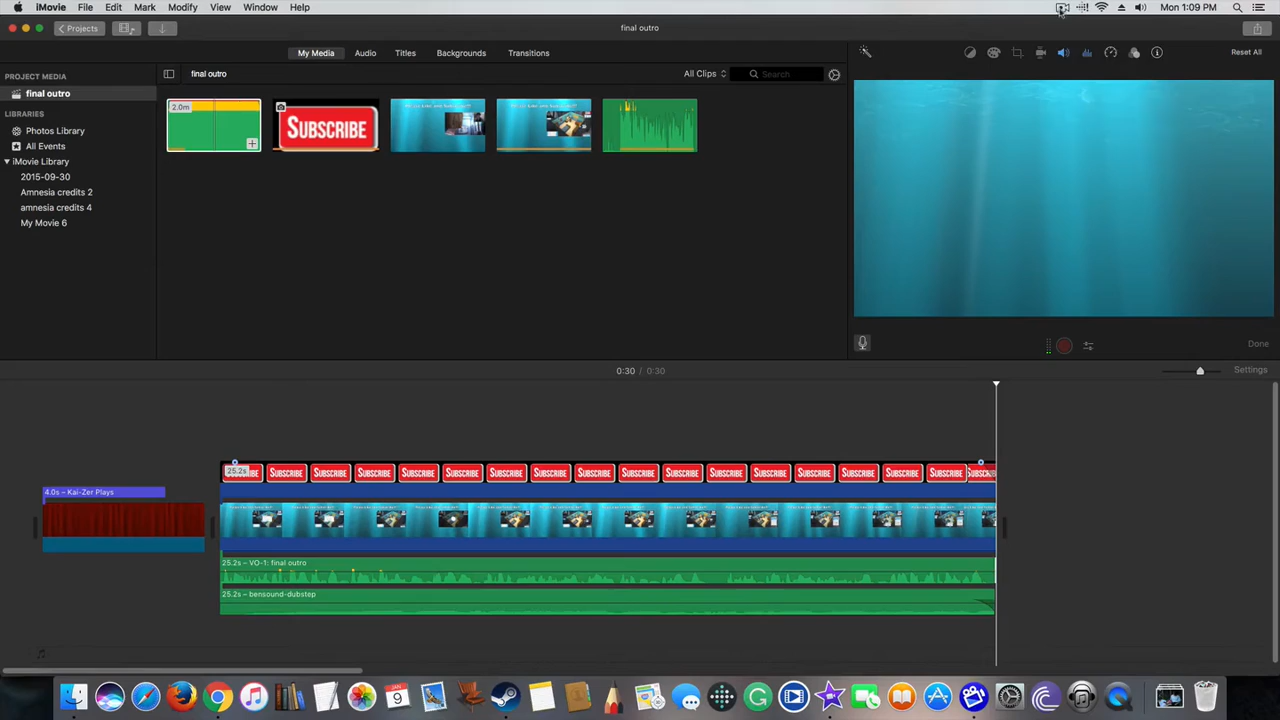 iMovie File Edit Mark Modify View Window Help Mon 1:09 PM
Projects final outro
My Media Audio Titles Backgrounds Transitions Reset All
PROJECT MEDIA final outro All Clips Search
final outro
LIBRARIES
Photos Library
All Events
iMovie Library
2015-09-30
Amnesia credits 2
amnesia credits 4
My Movie 6
2.0m
SUBSCRIBE
Done
0:30 / 0:30 Settings
25.2s
SUBSCRIBE SUBSCRIBE SUBSCRIBE SUBSCRIBE SUBSCRIBE SUBSCRIBE SUBSCRIBE SUBSCRIBE SUBSCRIBE SUBSCRIBE SUBSCRIBE SUBSCRIBE SUBSCRIBE SUBSCRIBE SUBSCRIBE SUBSCRIBE
4.0s – Kai-Zer Plays
25.2s – VO-1: final outro
25.2s – bensound-dubstep
JAN
9